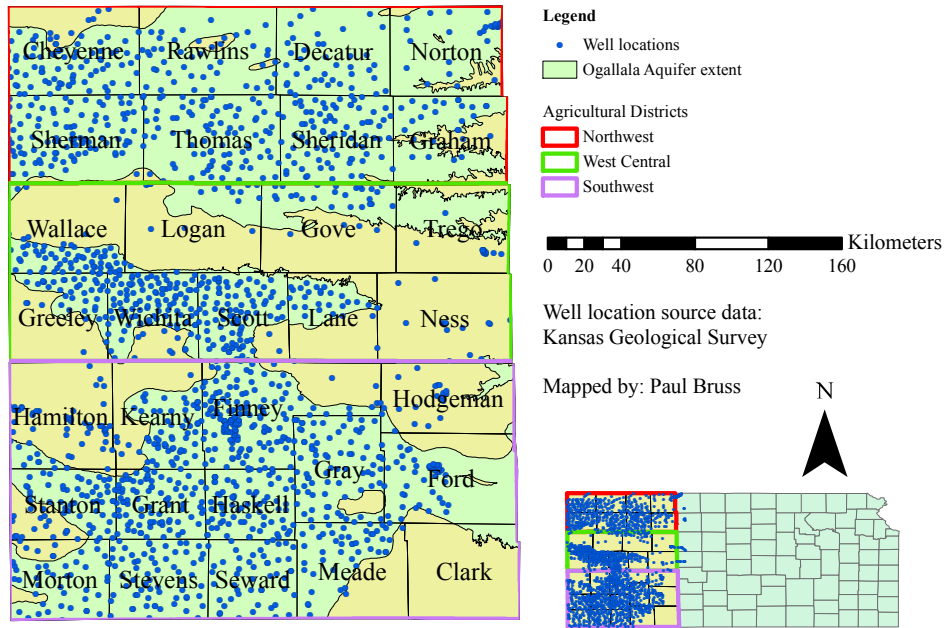 Cheyenne Rawlins Decatur Norton
Sherman Thomas Sheridan Graham
Wallace Logan Gove Trego
Greeley Wichita Scott Lane Ness
Hamilton Kearny Finney Hodgeman
Gray Ford
Stanton Grant Haskell
Morton Stevens Seward Meade Clark
Legend
Well locations
Ogallala Aquifer extent
Agricultural Districts
Northwest
West Central
Southwest
Kilometers
0 20 40 80 120 160
Well location source data:
Kansas Geological Survey
Mapped by: Paul Bruss
N